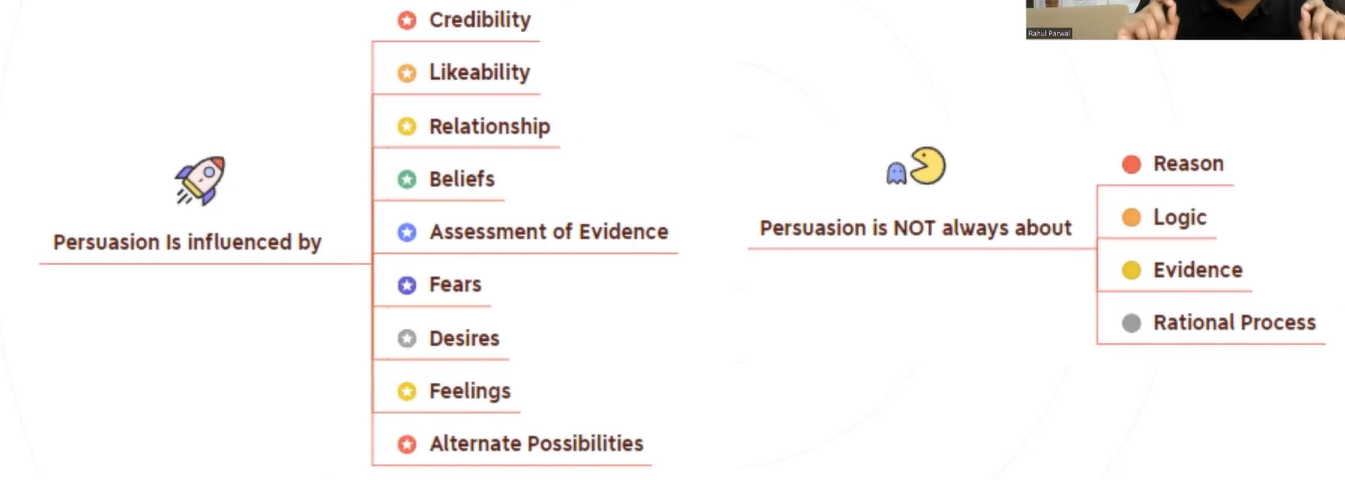 Credibility
Likeability
Relationship
Beliefs
Persuasion Is influenced by
Assessment of Evidence
Fears
Desires
Feelings
Alternate Possibilities
Rahul Parwal
Persuasion is NOT always about
Reason
Logic
Evidence
Rational Process